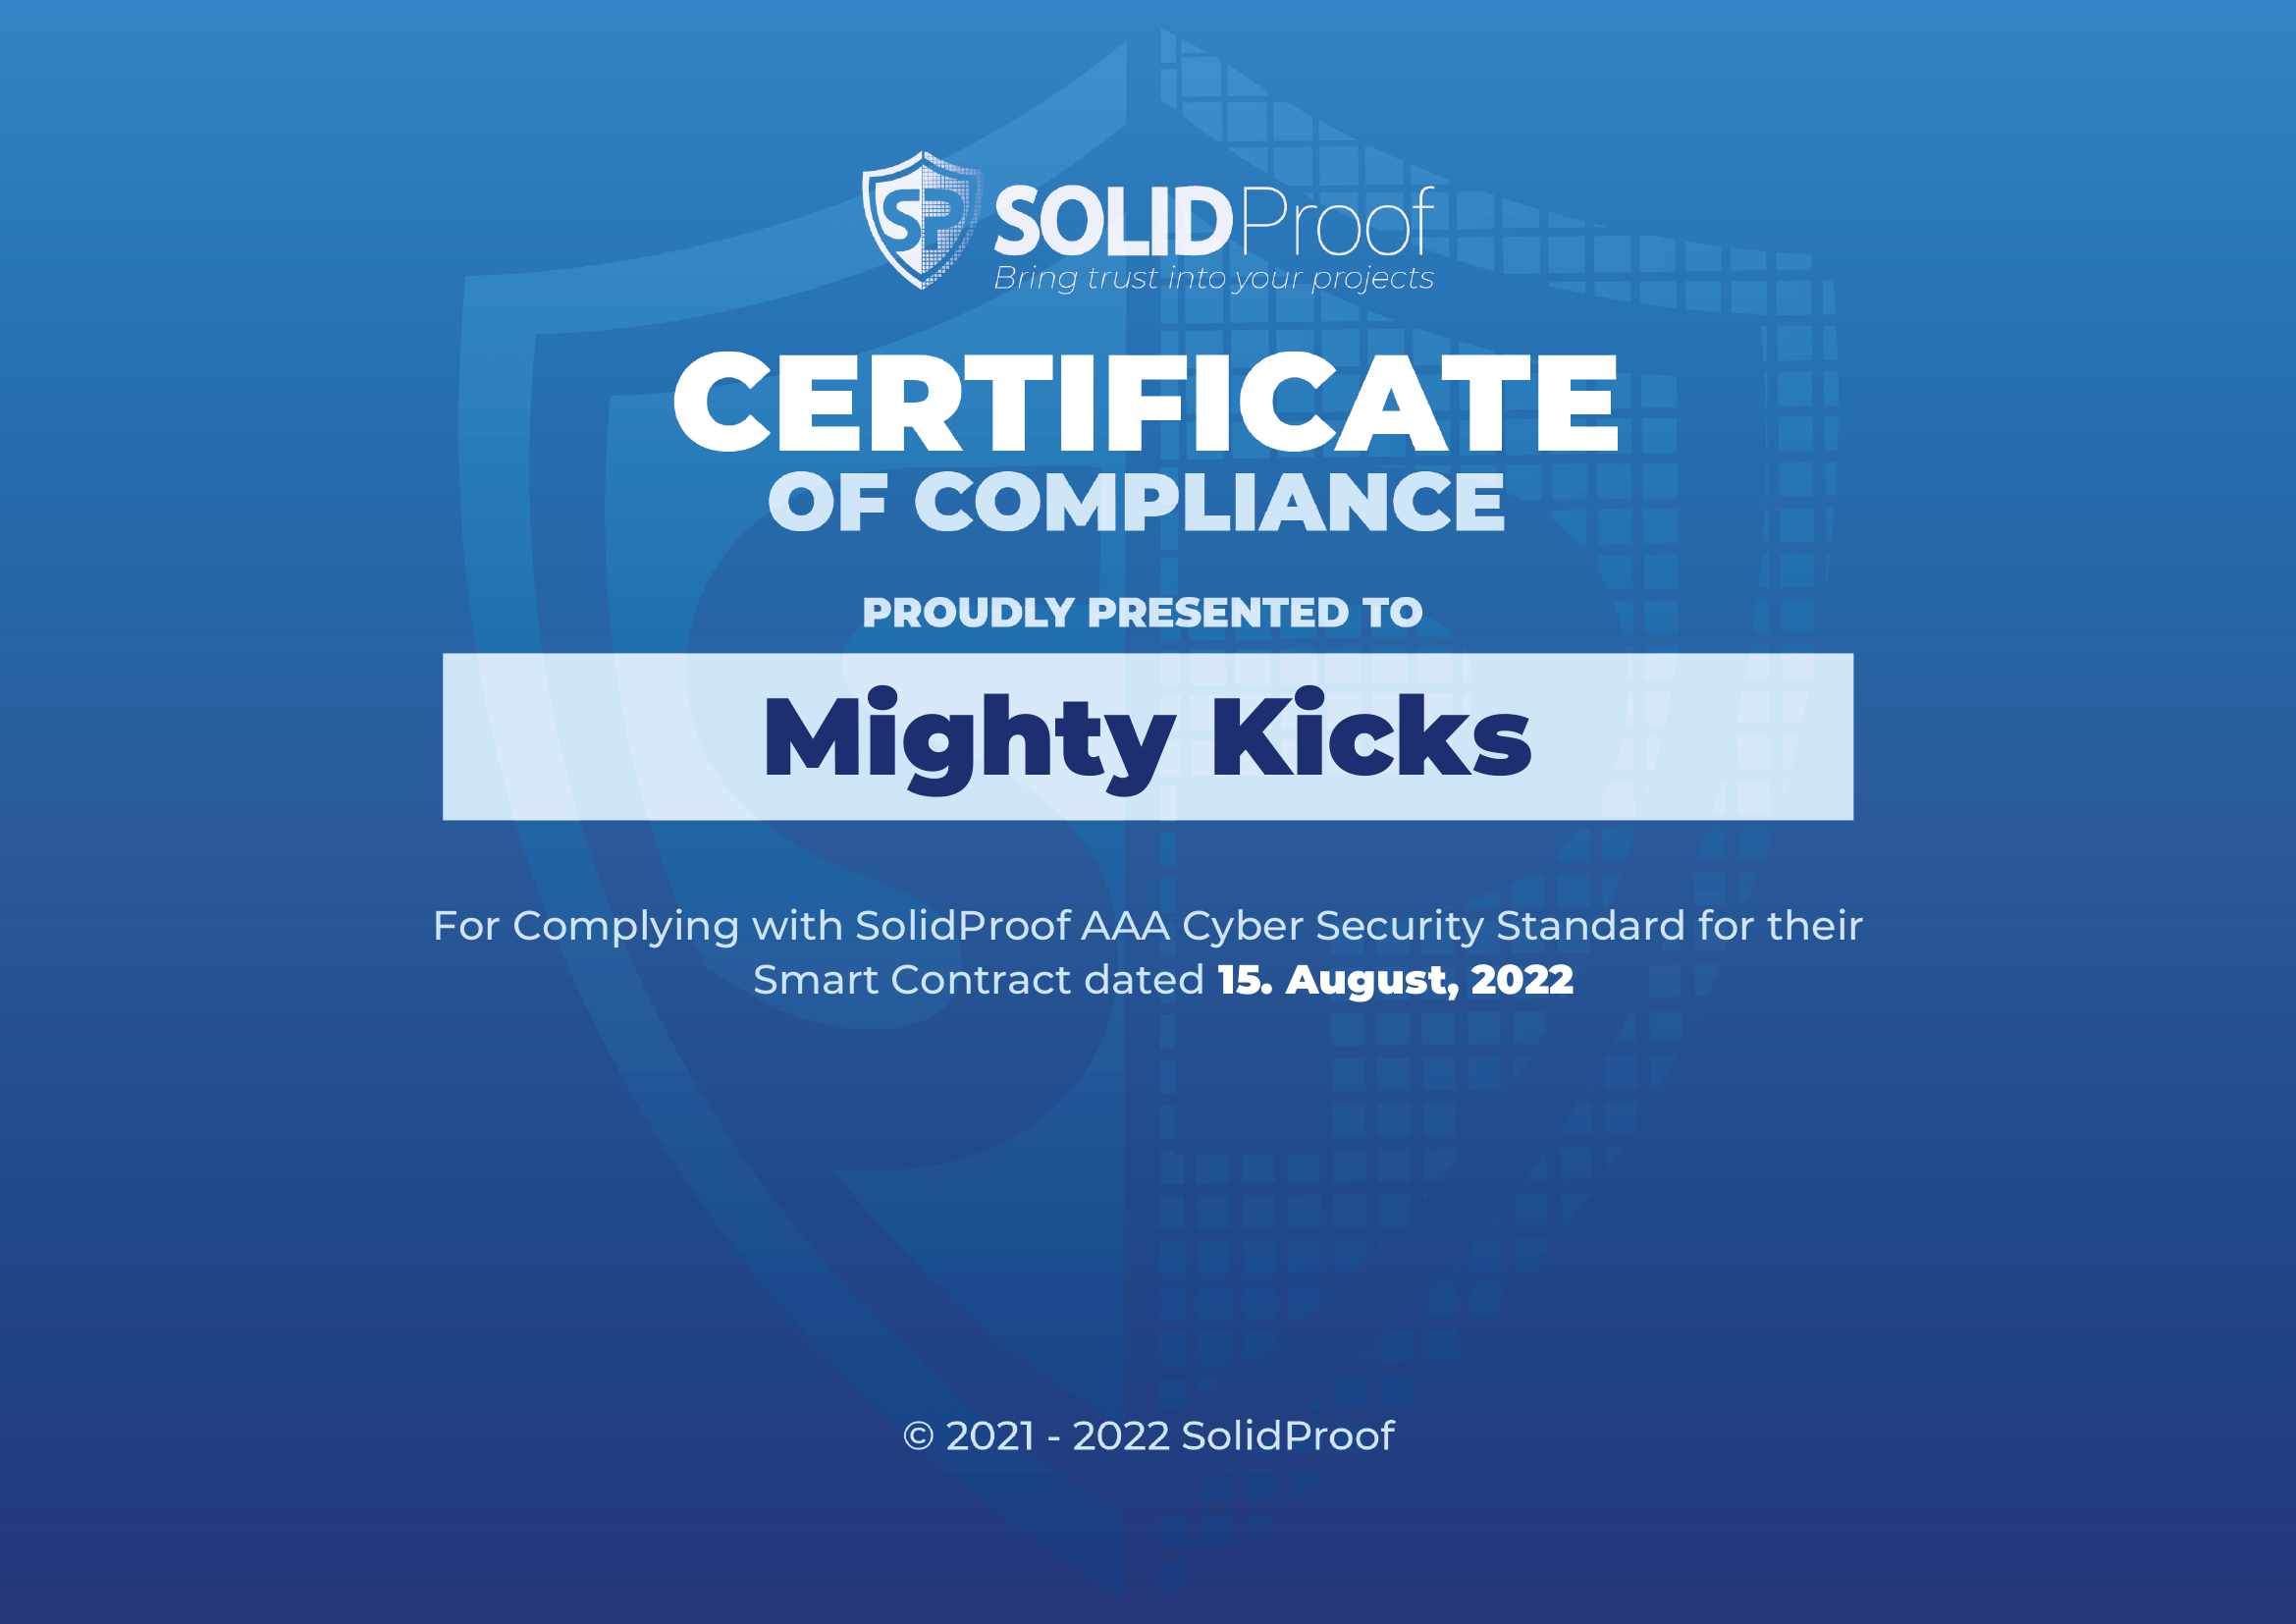 SP SOLIDProof
Bring trust into your projects
CERTIFICATE
OF COMPLIANCE
PROUDLY PRESENTED TO
Mighty Kicks
For Complying with SolidProof AAA Cyber Security Standard for their
Smart Contract dated 15. August, 2022
© 2021 - 2022 SolidProof